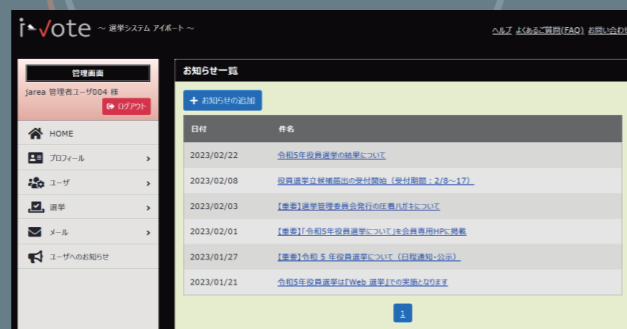 i-vote ～ 選挙システム アイボート ～
ヘルプ よくあるご質問(FAQ) お問い合わせ
管理画面
jarea 管理者ユーザ004 様
ログアウト
HOME
プロフィール
ユーザ
選挙
メール
ユーザへのお知らせ
お知らせ一覧
+ お知らせの追加
日付 件名
2023/02/22 令和5年役員選挙の結果について
2023/02/08 役員選挙立候補届出の受付開始（受付期間：2/8～17）
2023/02/03 【重要】選挙管理委員会発行の圧着ハガキについて
2023/02/01 【重要】「令和5年役員選挙について」を会員専用HPに掲載
2023/01/27 【重要】令和 5 年役員選挙について（日程通知・公示）
2023/01/21 令和5年役員選挙は『Web 選挙』での実施となります
1